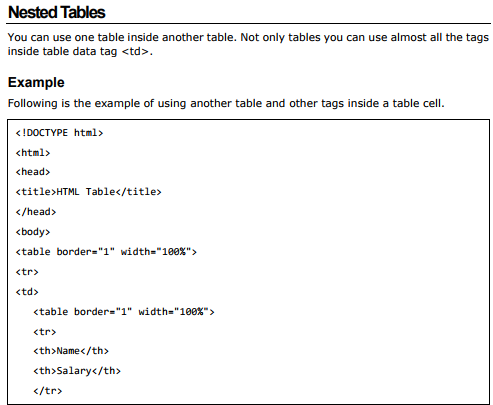 Nested Tables
You can use one table inside another table. Not only tables you can use almost all the tags
inside table data tag <td>.
Example
Following is the example of using another table and other tags inside a table cell.
<!DOCTYPE html>
<html>
<head>
<title>HTML Table</title>
</head>
<body>
<table border="1" width="100%">
<tr>
<td>
<table border="1" width="100%">
<tr>
<th>Name</th>
<th>Salary</th>
</tr>